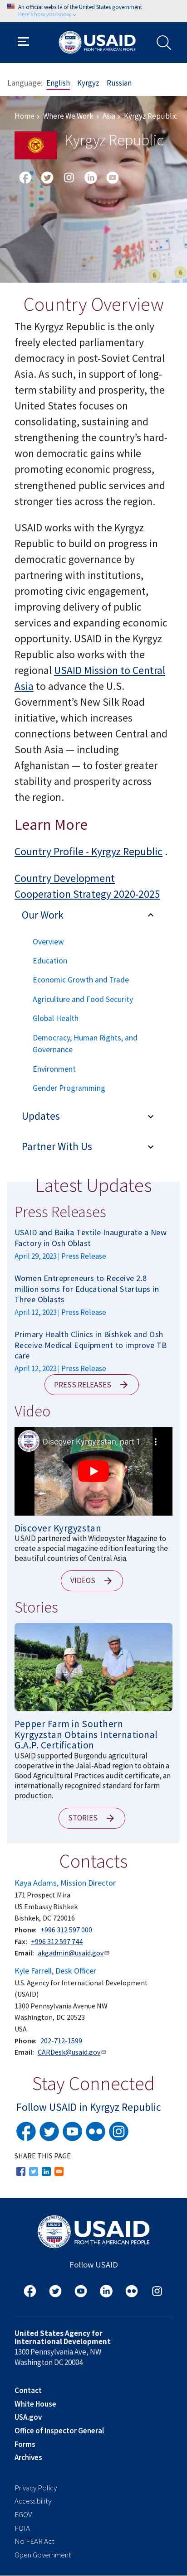 An official website of the United States government
Here's how you know
USAID
FROM THE AMERICAN PEOPLE
Language: English Kyrgyz Russian
Home › Where We Work › Asia › Kyrgyz Republic
Kyrgyz Republic
Country Overview
The Kyrgyz Republic is the only
freely elected parliamentary
democracy in post-Soviet Central
Asia. As such, in support of long-
term stability and prosperity, the
United States focuses on
consolidating, sustaining and
strengthening the country's hard-
won democracy, while promoting
economic progress,
strengthened public services and
stronger ties across the region.
USAID works with the Kyrgyz
Republic to build on its
democratic advances by
partnering with institutions,
promoting civic engagement,
improving delivery of public
services and expanding economic
opportunity. USAID in the Kyrgyz
Republic also works with the
regional USAID Mission to Central
Asia to advance the U.S.
Government's New Silk Road
initiative, which encourages
connections between Central and
South Asia — including
Afghanistan — to foster greater
stability and prosperity across
the region.
Learn More
Country Profile - Kyrgyz Republic .
Country Development
Cooperation Strategy 2020-2025
Our Work
Overview
Education
Economic Growth and Trade
Agriculture and Food Security
Global Health
Democracy, Human Rights, and
Governance
Environment
Gender Programming
Updates
Partner With Us
Latest Updates
Press Releases
USAID and Baika Textile Inaugurate a New
Factory in Osh Oblast
April 29, 2023 | Press Release
Women Entrepreneurs to Receive 2.8
million soms for Educational Startups in
Three Oblasts
April 12, 2023 | Press Release
Primary Health Clinics in Bishkek and Osh
Receive Medical Equipment to improve TB
care
April 12, 2023 | Press Release
PRESS RELEASES
Video
Discover Kyrgyzstan, part 1. ...
Discover Kyrgyzstan
USAID partnered with Wideoyster Magazine to
create a special magazine edition featuring the
beautiful countries of Central Asia.
VIDEOS
Stories
Pepper Farm in Southern
Kyrgyzstan Obtains International
G.A.P. Certification
USAID supported Burgondu agricultural
cooperative in the Jalal-Abad region to obtain a
Good Agricultural Practices and a certificate, an
internationally recognized standard for farm
production.
STORIES
Contacts
Kaya Adams, Mission Director
171 Prospect Mira
US Embassy Bishkek
Bishkek, DC 720016
Phone: +996 312 597 000
Fax: +996 312 597 744
Email: akgadmin@usaid.gov
Kyle Farrell, Desk Officer
U.S. Agency for International Development
(USAID)
1300 Pennsylvania Avenue NW
Washington, DC 20523
USA
Phone: 202-712-1599
Email: CARDesk@usaid.gov
Stay Connected
Follow USAID in Kyrgyz Republic
SHARE THIS PAGE
USAID
FROM THE AMERICAN PEOPLE
Follow USAID
United States Agency for
International Development
1300 Pennsylvania Ave, NW
Washington DC 20004
Contact
White House
USA.gov
Office of Inspector General
Forms
Archives
Privacy Policy
Accessibility
EGOV
FOIA
No FEAR Act
Open Government